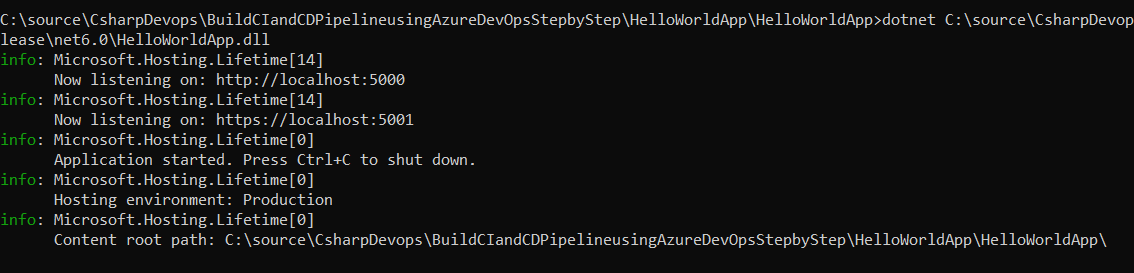 C:\source\CsharpDevops\BuildCIandCDPipelineusingAzureDevOpsStepbyStep\HelloWorldApp\HelloWorldApp>dotnet C:\source\CsharpDevop
lease\net6.0\HelloWorldApp.dll
info: Microsoft.Hosting.Lifetime[14]
      Now listening on: http://localhost:5000
info: Microsoft.Hosting.Lifetime[14]
      Now listening on: https://localhost:5001
info: Microsoft.Hosting.Lifetime[0]
      Application started. Press Ctrl+C to shut down.
info: Microsoft.Hosting.Lifetime[0]
      Hosting environment: Production
info: Microsoft.Hosting.Lifetime[0]
      Content root path: C:\source\CsharpDevops\BuildCIandCDPipelineusingAzureDevOpsStepbyStep\HelloWorldApp\HelloWorldApp\